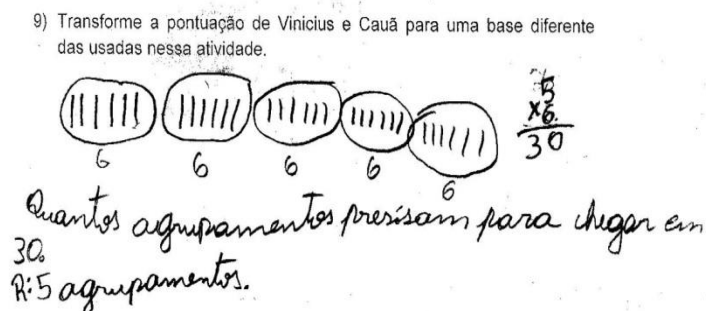 9) Transforme a pontuação de Vinicius e Cauã para uma base diferente
das usadas nessa atividade.
5
x6
30
6 6 6 6 6
Quantos agrupamentos presisam para chegar em
30.
R: 5 agrupamentos.